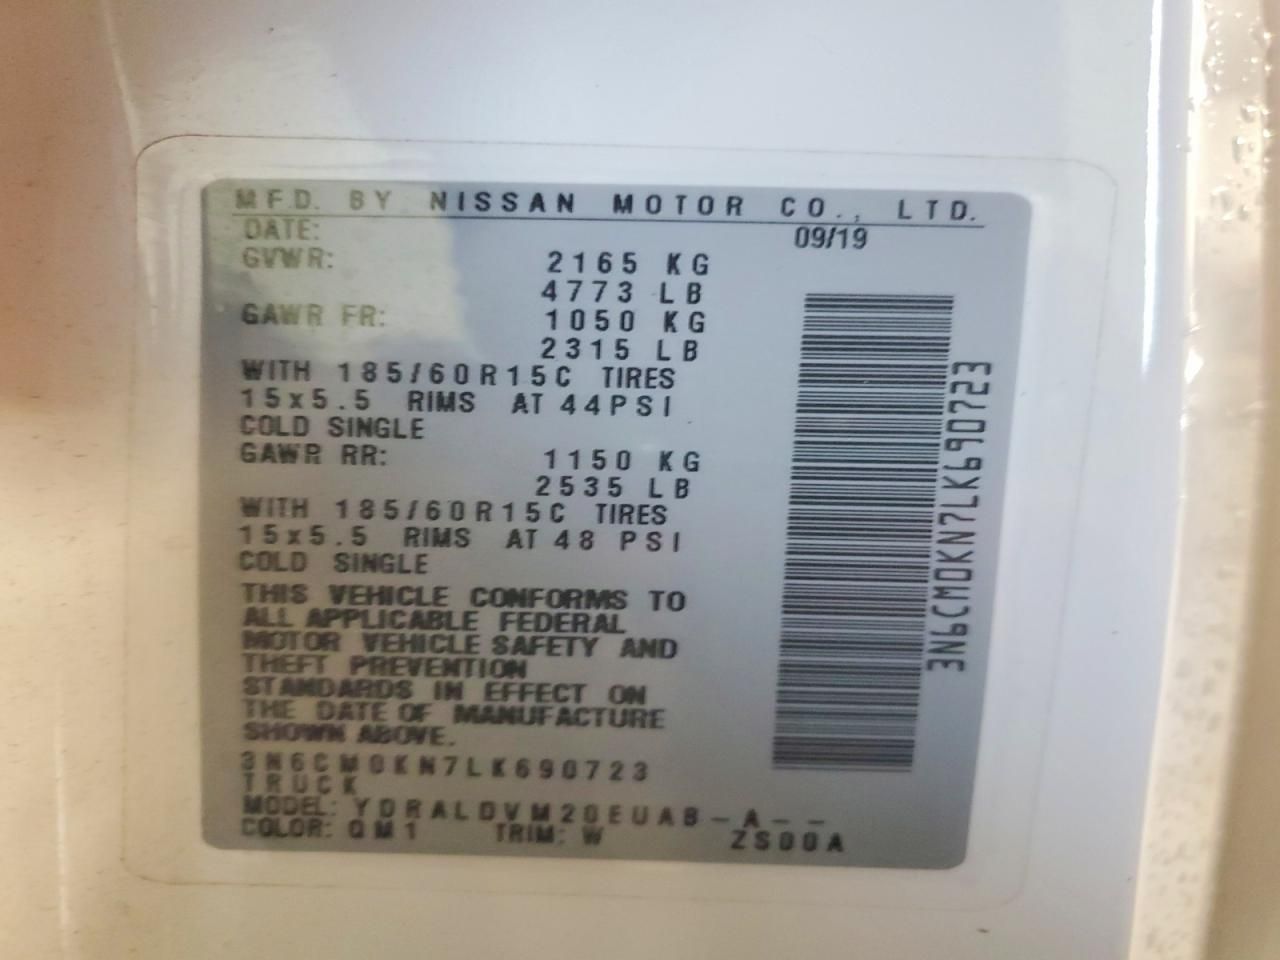 MFD. BY NISSAN MOTOR CO., LTD.
DATE: 09/19
GVWR: 2165 KG
4773 LB
GAWR FR: 1050 KG
2315 LB
WITH 185/60R15C TIRES
15x5.5 RIMS AT 44PSI
COLD SINGLE
GAWR RR: 1150 KG
2535 LB
WITH 185/60R15C TIRES
15x5.5 RIMS AT 48 PSI
COLD SINGLE
THIS VEHICLE CONFORMS TO
ALL APPLICABLE FEDERAL
MOTOR VEHICLE SAFETY AND
THEFT PREVENTION
STANDARDS IN EFFECT ON
THE DATE OF MANUFACTURE
SHOWN ABOVE.
3N6CM0KN7LK690723
TRUCK
MODEL: YDRALDVM20EUAB-A--
COLOR: QM1 TRIM: W ZS00A
3N6CM0KN7LK690723